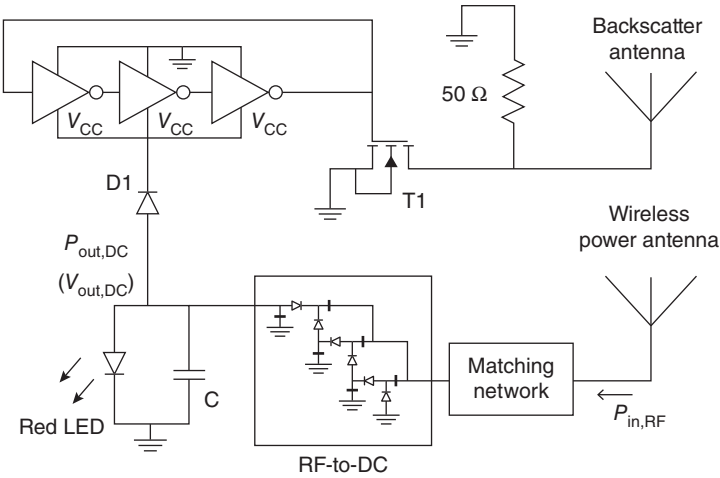 Backscatter
antenna
50 Ω
V_CC V_CC V_CC
D1
T1
Wireless
power antenna
P_out,DC
(V_out,DC)
Matching
network
C
Red LED
P_in,RF
RF-to-DC